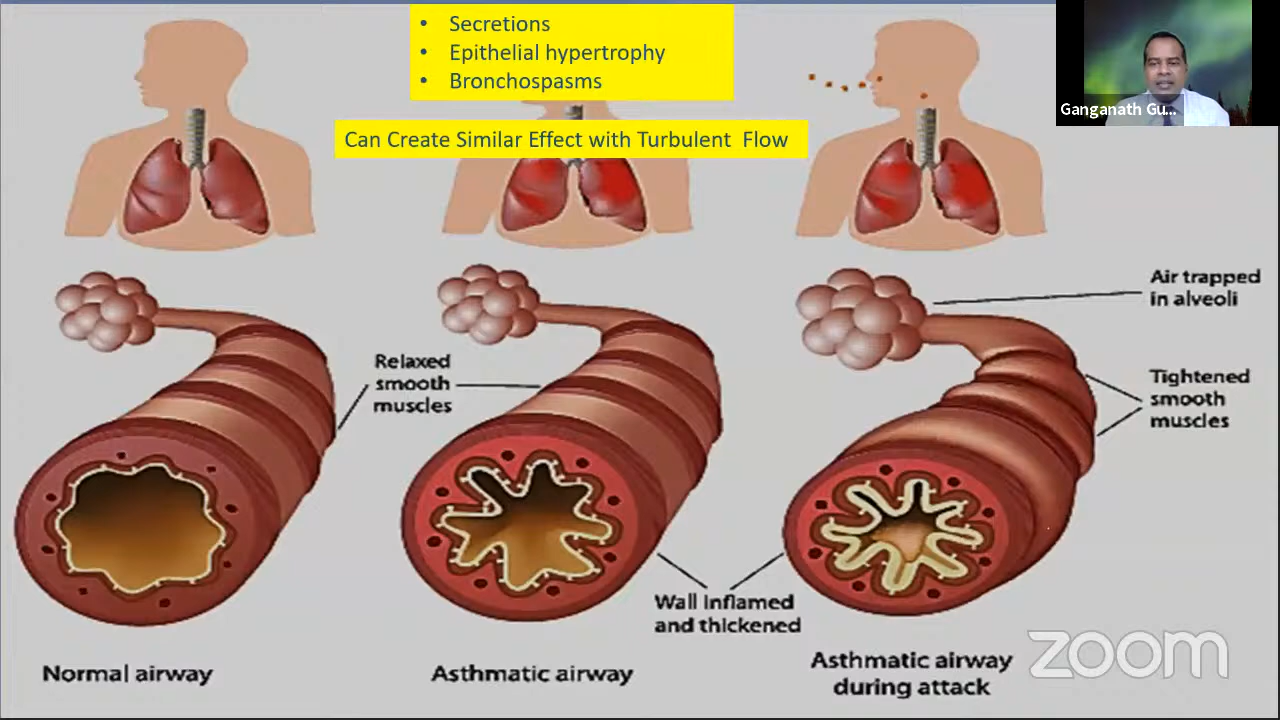 • Secretions
• Epithelial hypertrophy
• Bronchospasms
Ganganath Gu...
Can Create Similar Effect with Turbulent Flow
Air trapped
in alveoli
Relaxed
smooth
muscles
Tightened
smooth
muscles
Wall inflamed
and thickened
Normal airway
Asthmatic airway
Asthmatic airway
during attack
zoom